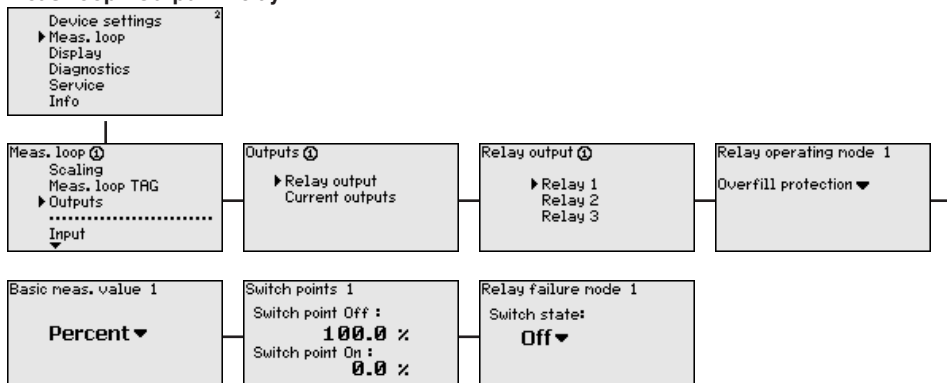 Device settings 2
▶Meas. loop
Display
Diagnostics
Service
Info
Meas. loop ①
Scaling
Meas. loop TAG
▶Outputs
Input
▼
Outputs ①
▶Relay output
Current outputs
Relay output ①
▶Relay 1
Relay 2
Relay 3
Relay operating mode 1
Overfill protection ▼
Basic meas. value 1
Percent ▼
Switch points 1
Switch point Off :
100.0 %
Switch point On :
0.0 %
Relay failure mode 1
Switch state:
Off ▼